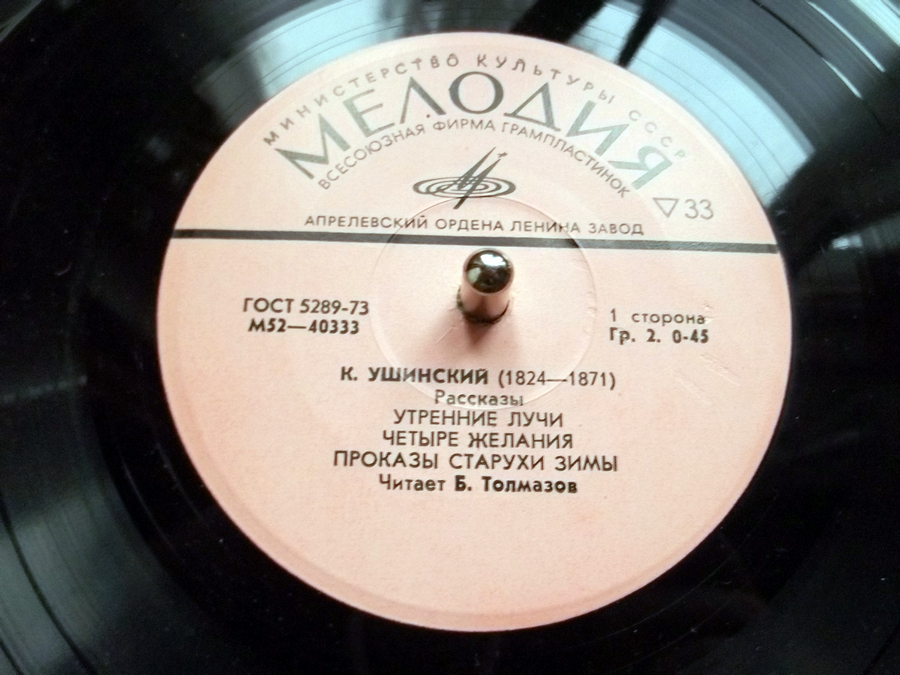 МИНИСТЕРСТВО КУЛЬТУРЫ СССР
МЕЛОДИЯ
ВСЕСОЮЗНАЯ ФИРМА ГРАМПЛАСТИНОК
▽33
АПРЕЛЕВСКИЙ ОРДЕНА ЛЕНИНА ЗАВОД
ГОСТ 5289-73
М52—40333
1 сторона
Гр. 2. 0-45
К. УШИНСКИЙ (1824—1871)
Рассказы
УТРЕННИЕ ЛУЧИ
ЧЕТЫРЕ ЖЕЛАНИЯ
ПРОКАЗЫ СТАРУХИ ЗИМЫ
Читает Б. Толмазов